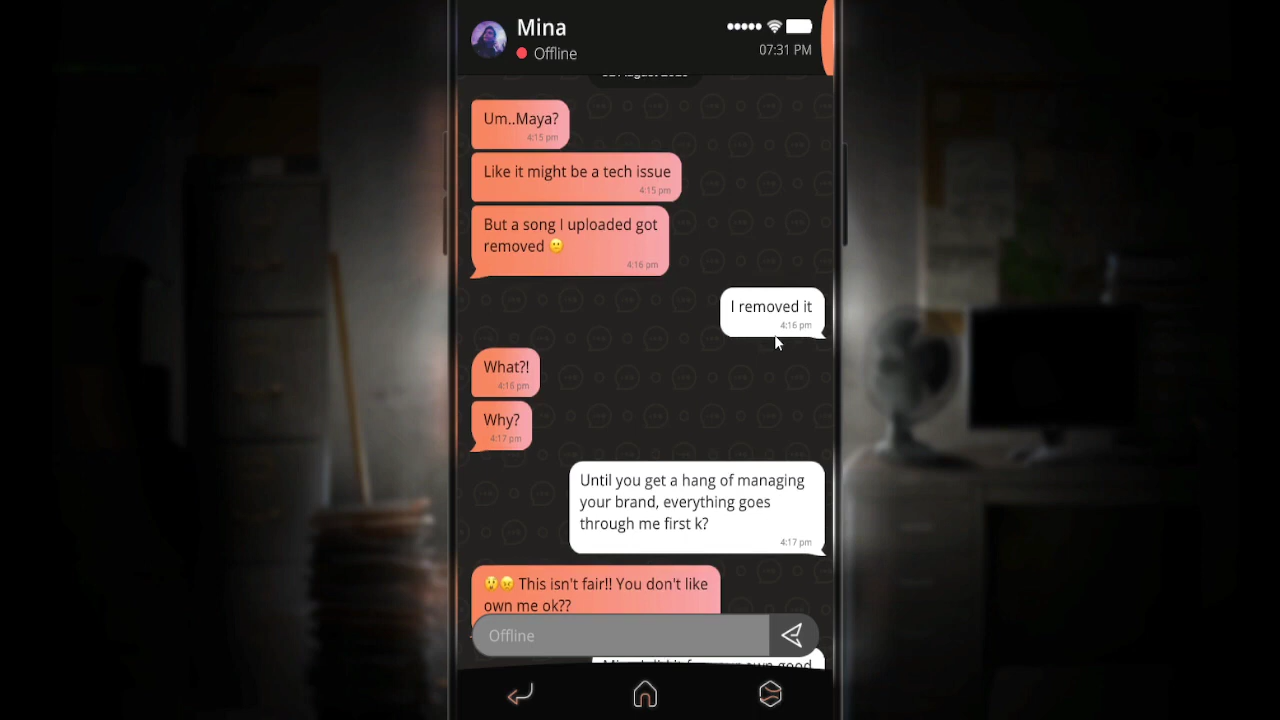 Mina
Offline
07:31 PM
Um..Maya?
4:15 pm
Like it might be a tech issue
4:15 pm
But a song I uploaded got
removed 🙁
4:16 pm
I removed it
4:16 pm
What?!
4:16 pm
Why?
4:17 pm
Until you get a hang of managing
your brand, everything goes
through me first k?
4:17 pm
😲😠 This isn't fair!! You don't like
own me ok??
Offline